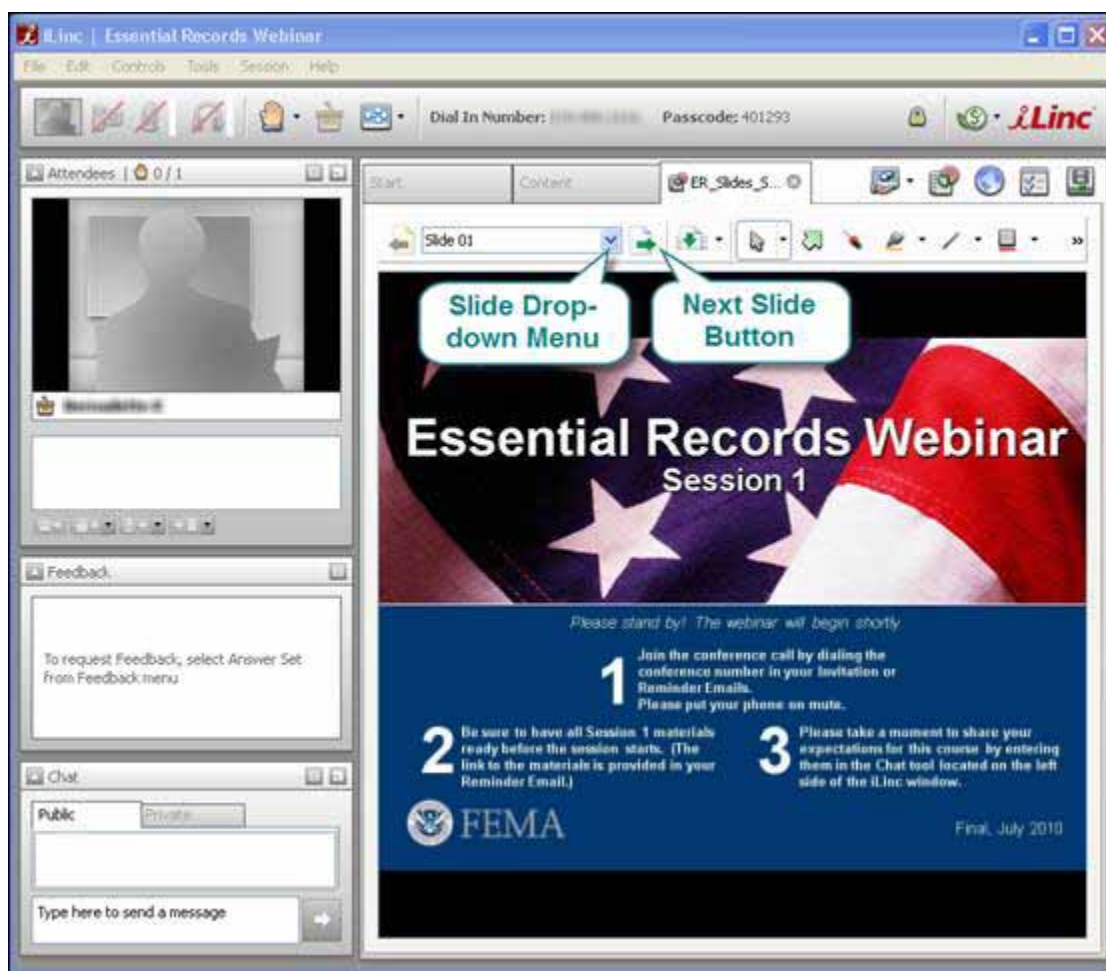 iLinc | Essential Records Webinar
File Edit Controls Tools Session Help
Dial In Number: Passcode: 401293
iLinc
Attendees | 0 / 1
Start
Content
ER_Slides_S...
Slide 01
»
Slide Drop-
down Menu
Next Slide
Button
Essential Records Webinar
Session 1
Please stand by! The webinar will begin shortly
1
Join the conference call by dialing the
conference number in your Invitation or
Reminder Emails.
Please put your phone on mute.
2
Be sure to have all Session 1 materials
ready before the session starts. (The
link to the materials is provided in your
Reminder Email.)
3
Please take a moment to share your
expectations for this course by entering
them in the Chat tool located on the left
side of the iLinc window.
FEMA
Final, July 2010
Feedback
To request Feedback, select Answer Set
from Feedback menu
Chat
Public
Private
Type here to send a message